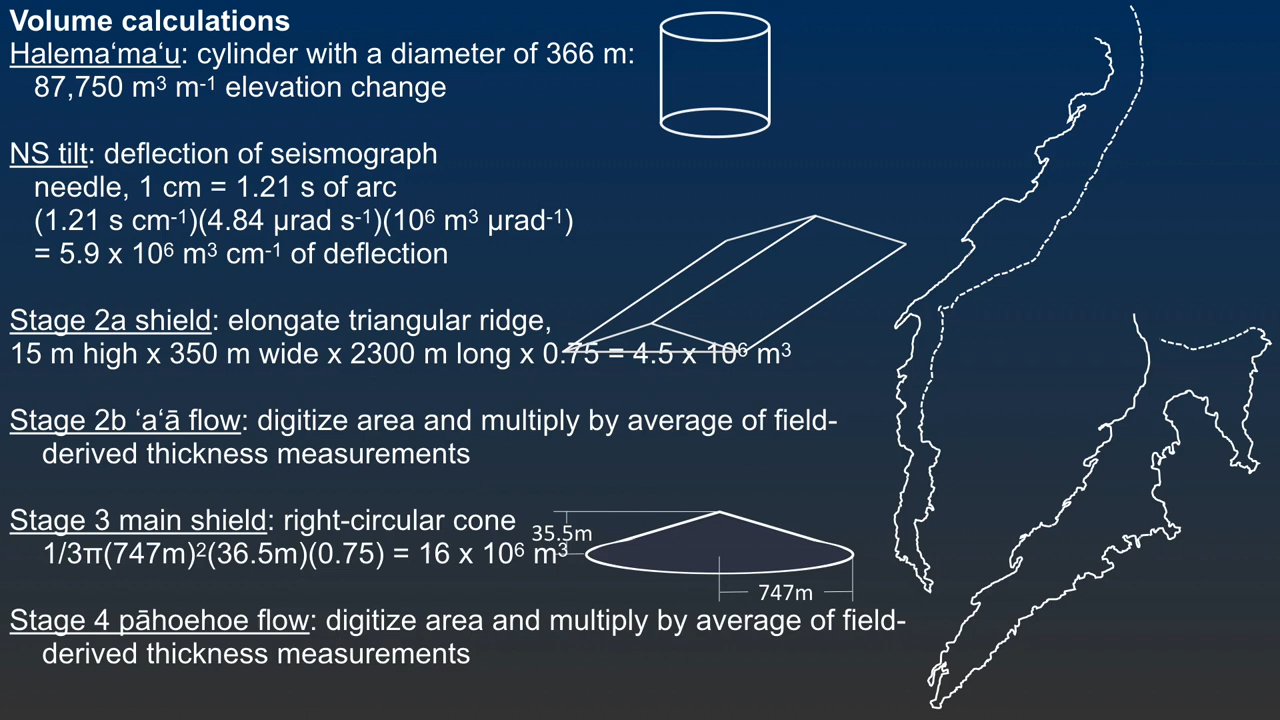 Volume calculations
Halemaʻmaʻu: cylinder with a diameter of 366 m:
87,750 m³ m⁻¹ elevation change
NS tilt: deflection of seismograph
needle, 1 cm = 1.21 s of arc
(1.21 s cm⁻¹)(4.84 µrad s⁻¹)(10⁶ m³ µrad⁻¹)
= 5.9 x 10⁶ m³ cm⁻¹ of deflection
Stage 2a shield: elongate triangular ridge,
15 m high x 350 m wide x 2300 m long x 0.75 = 4.5 x 10⁶ m³
Stage 2b ʻaʻā flow: digitize area and multiply by average of field-
derived thickness measurements
Stage 3 main shield: right-circular cone
35.5m
1/3π(747m)²(36.5m)(0.75) = 16 x 10⁶ m³
747m
Stage 4 pāhoehoe flow: digitize area and multiply by average of field-
derived thickness measurements